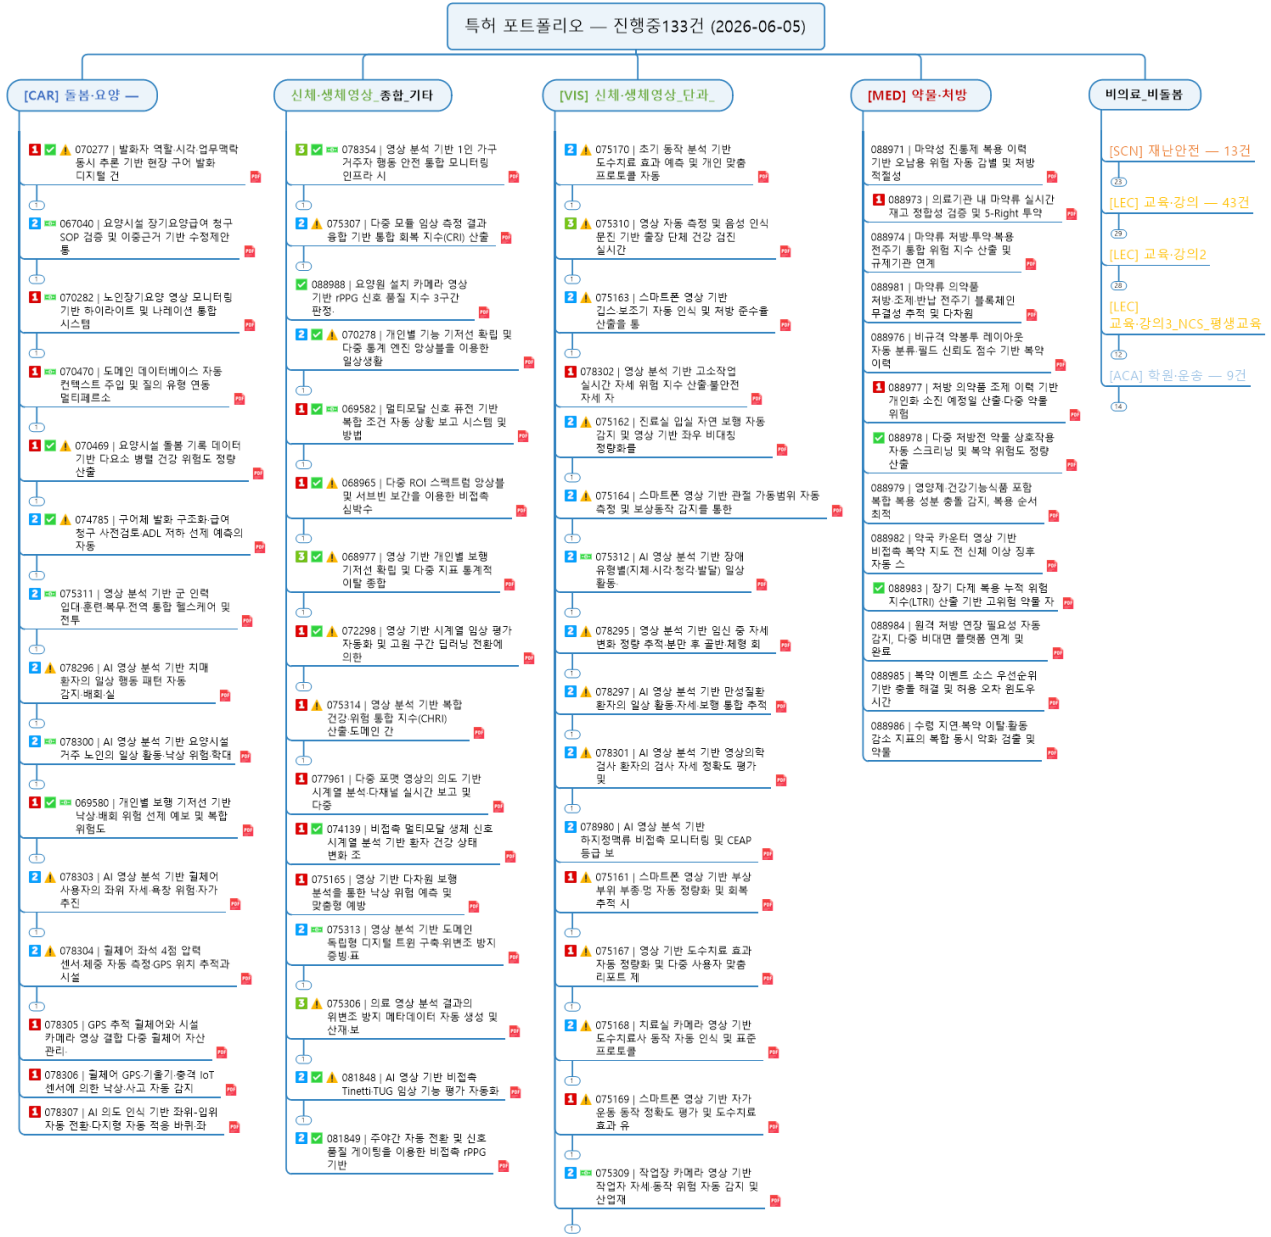 특허 포트폴리오 — 진행중133건 (2026-06-05)
[CAR] 돌봄·요양 —
1 070277 | 발화자 역할·시각·업무맥락
동시 추론 기반 현장 구어 발화
디지털 건
2 067040 | 요양시설 장기요양급여 청구
SOP 검증 및 이중근거 기반 수정제안
통
1 070282 | 노인장기요양 영상 모니터링
기반 하이라이트 및 나레이션 통합
시스템
1 070470 | 도메인 데이터베이스 자동
컨텍스트 주입 및 질의 유형 연동
멀티페르소
1 070469 | 요양시설 돌봄 기록 데이터
기반 다요소 병렬 건강 위험도 정량
산출
2 074785 | 구어체 발화 구조화·급여
청구 사전검토·ADL 저하 선제 예측의
자동
2 075311 | 영상 분석 기반 군 인력
입대·훈련·복무·전역 통합 헬스케어 및
전투
2 078296 | AI 영상 분석 기반 치매
환자의 일상 행동 패턴 자동
감지·배회·실
2 078300 | AI 영상 분석 기반 요양시설
거주 노인의 일상 활동·낙상 위험·학대
1 069580 | 개인별 보행 기저선 기반
낙상·배회 위험 선제 예보 및 복합
위험도
2 078303 | AI 영상 분석 기반 휠체어
사용자의 좌위 자세·욕창 위험·자가
추진
2 078304 | 휠체어 좌석 4점 압력
센서·체중 자동 측정·GPS 위치 추적과
시설
1 078305 | GPS 추적 휠체어와 시설
카메라 영상 결합 다중 휠체어 자산
관리·
1 078306 | 휠체어 GPS·기울기·충격 IoT
센서에 의한 낙상·사고 자동 감지
1 078307 | AI 의도 인식 기반 좌위-입위
자동 전환·다지형 자동 적응 바퀴·좌
신체·생체영상_종합_기타
3 078354 | 영상 분석 기반 1인 가구
거주자 행동 안전 통합 모니터링
인프라 시
2 075307 | 다중 모듈 임상 측정 결과
융합 기반 통합 회복 지수(CRI) 산출
088988 | 요양원 설치 카메라 영상
기반 rPPG 신호 품질 지수 3구간
판정·
2 070278 | 개인별 기능 기저선 확립 및
다중 통계 엔진 앙상블을 이용한
일상생활
1 069582 | 멀티모달 신호 퓨전 기반
복합 조건 자동 상황 보고 시스템 및
방법
1 068965 | 다중 ROI 스펙트럼 앙상블
및 서브빈 보간을 이용한 비접촉
심박수
3 068977 | 영상 기반 개인별 보행
기저선 확립 및 다중 지표 통계적
이탈 종합
1 072298 | 영상 기반 시계열 임상 평가
자동화 및 고원 구간 딥러닝 전환에
의한
1 075314 | 영상 분석 기반 복합
건강·위험 통합 지수(CHRI)
산출·도메인 간
1 077961 | 다중 포맷 영상의 의도 기반
시계열 분석·다채널 실시간 보고 및
다중
1 074139 | 비접촉 멀티모달 생체 신호
시계열 분석 기반 환자 건강 상태
변화 조
1 075165 | 영상 기반 다차원 보행
분석을 통한 낙상 위험 예측 및
맞춤형 예방
2 075313 | 영상 분석 기반 도메인
독립형 디지털 트윈 구축·위변조 방지
증빙·표
3 075306 | 의료 영상 분석 결과의
위변조 방지 메타데이터 자동 생성 및
산재·보
2 081848 | AI 영상 기반 비접촉
Tinetti·TUG 임상 기능 평가 자동화
2 081849 | 주야간 자동 전환 및 신호
품질 게이팅을 이용한 비접촉 rPPG
기반
[VIS] 신체·생체영상_단과_
2 075170 | 초기 동작 분석 기반
도수치료 효과 예측 및 개인 맞춤
프로토콜 자동
3 075310 | 영상 자동 측정 및 음성 인식
문진 기반 출장 단체 건강 검진
실시간
2 075163 | 스마트폰 영상 기반
깁스·보조기 자동 인식 및 처방 준수율
산출을 통
1 078302 | 영상 분석 기반 고소작업
실시간 자세 위험 지수 산출·불안전
자세 자
2 075162 | 진료실 입실 자연 보행 자동
감지 및 영상 기반 좌우 비대칭
정량화를
2 075164 | 스마트폰 영상 기반 관절 가동범위 자동
측정 및 보상동작 감지를 통한
2 075312 | AI 영상 분석 기반 장애
유형별(지체·시각·청각·발달) 일상
활동·
2 078295 | 영상 분석 기반 임신 중 자세
변화 정량 추적·분만 후 골반·체형 회
2 078297 | AI 영상 분석 기반 만성질환
환자의 일상 활동·자세·보행 통합 추적
2 078301 | AI 영상 분석 기반 영상의학
검사 환자의 검사 자세 정확도 평가
및
2 078980 | AI 영상 분석 기반
하지정맥류 비접촉 모니터링 및 CEAP
등급 보
1 075161 | 스마트폰 영상 기반 부상
부위 부종·멍 자동 정량화 및 회복
추적 시
1 075167 | 영상 기반 도수치료 효과
자동 정량화 및 다중 사용자 맞춤
리포트 제
2 075168 | 치료실 카메라 영상 기반
도수치료사 동작 자동 인식 및 표준
프로토콜
1 075169 | 스마트폰 영상 기반 자가
운동 동작 정확도 평가 및 도수치료
효과 유
2 075309 | 작업장 카메라 영상 기반
작업자 자세·동작 위험 자동 감지 및
산업재
[MED] 약물·처방
088971 | 마약성 진통제 복용 이력
기반 오남용 위험 자동 감별 및 처방
적절성
1 088973 | 의료기관 내 마약류 실시간
재고 정합성 검증 및 5-Right 투약
088974 | 마약류 처방·투약·복용
전주기 통합 위험 지수 산출 및
규제기관 연계
088981 | 마약류 의약품
처방·조제·반납 전주기 블록체인
무결성 추적 및 다차원
088976 | 비규격 약봉투 레이아웃
자동 분류·필드 신뢰도 점수 기반 복약
이력
1 088977 | 처방 의약품 조제 이력 기반
개인화 소진 예정일 산출·다중 약물
위험
088978 | 다중 처방전 약물 상호작용
자동 스크리닝 및 복약 위험도 정량
산출
088979 | 영양제·건강기능식품 포함
복합 복용 성분 충돌 감지, 복용 순서
최적
088982 | 약국 카운터 영상 기반
비접촉 복약 지도 전 신체 이상 징후
자동 스
088983 | 장기 다제 복용 누적 위험
지수(LTRI) 산출 기반 고위험 약물 자
088984 | 원격 처방 연장 필요성 자동
감지, 다중 비대면 플랫폼 연계 및
완료
088985 | 복약 이벤트 소스 우선순위
기반 충돌 해결 및 허용 오차 윈도우
시간
088986 | 수령 지연·복약 이탈·활동
감소 지표의 복합 동시 악화 검출 및
약물
비의료_비돌봄
[SCN] 재난안전 — 13건
23
[LEC] 교육·강의 — 43건
29
[LEC] 교육·강의2
28
[LEC]
교육·강의3_NCS_평생교육
12
[ACA] 학원·운송 — 9건
14